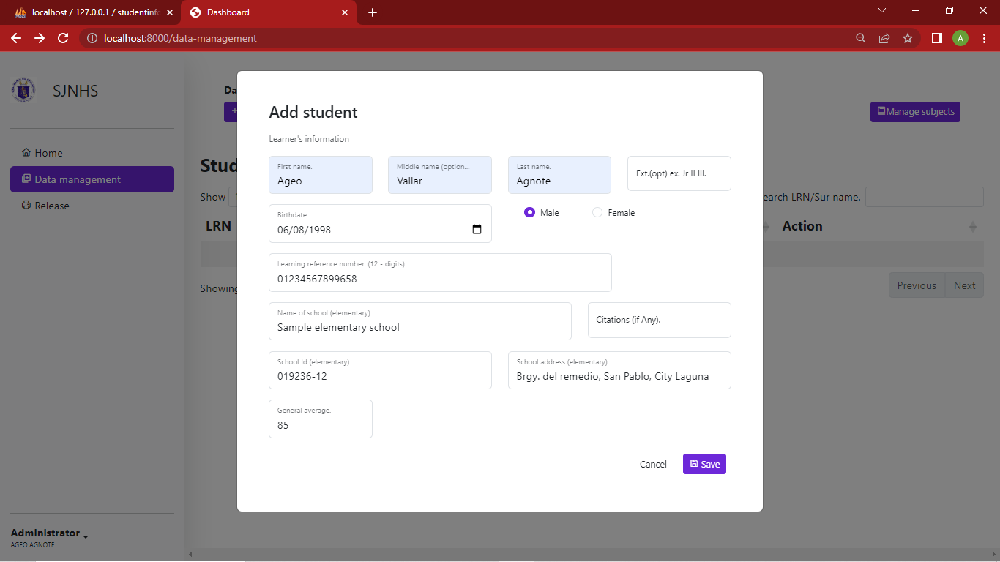 localhost / 127.0.0.1 / studentinfo
Dashboard
localhost:8000/data-management
A
SJNHS
Home
Data management
Release
Administrator
AGEO AGNOTE
Da
+
Manage subjects
Stud
Show
earch LRN/Sur name.
LRN
Action
Showing
Previous
Next
Add student
Learner's information
First name.
Ageo
Middle name (option...
Vallar
Last name.
Agnote
Ext.(opt) ex. Jr II III.
Birthdate.
06/08/1998
Male
Female
Learning reference number. (12 - digits).
01234567899658
Name of school (elementary).
Sample elementary school
Citations (if Any).
School Id (elementary).
019236-12
School address (elementary).
Brgy. del remedio, San Pablo, City Laguna
General average.
85
Cancel
Save